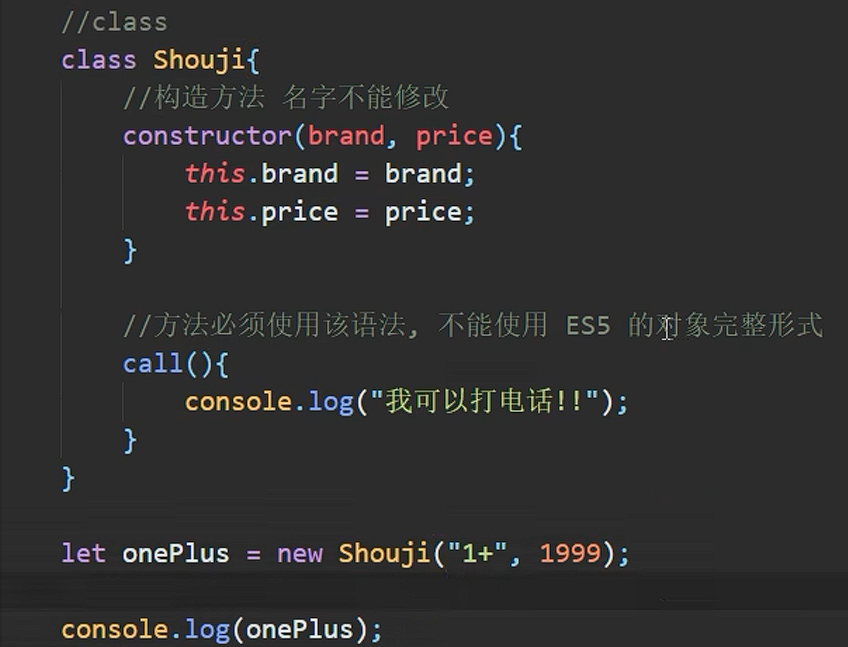 //class
class Shouji{
//构造方法 名字不能修改
constructor(brand, price){
this.brand = brand;
this.price = price;
}
//方法必须使用该语法, 不能使用 ES5 的对象完整形式
call(){
console.log("我可以打电话!!");
}
}
let onePlus = new Shouji("1+", 1999);
console.log(onePlus);